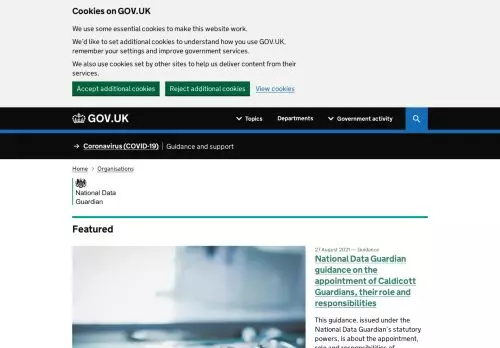 Cookies on GOV.UK
We use some essential cookies to make this website work.
We'd like to set additional cookies to understand how you use GOV.UK,
remember your settings and improve government services.
We also use cookies set by other sites to help us deliver content from their
services.
Accept additional cookies Reject additional cookies View cookies
GOV.UK Topics Departments Government activity
→ Coronavirus (COVID-19) Guidance and support
Home > Organisations
National Data
Guardian
Featured
27 August 2021 — Guidance
National Data Guardian
guidance on the
appointment of Caldicott
Guardians, their role and
responsibilities
This guidance, issued under the
National Data Guardian's statutory
powers, is about the appointment,
role and responsibilities of